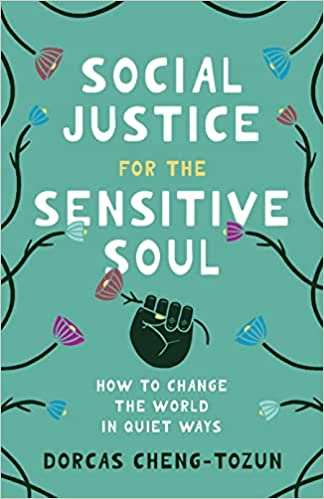 SOCIAL
JUSTICE
FOR THE
SENSITIVE
SOUL
HOW TO CHANGE
THE WORLD
IN QUIET WAYS
DORCAS CHENG-TOZUN